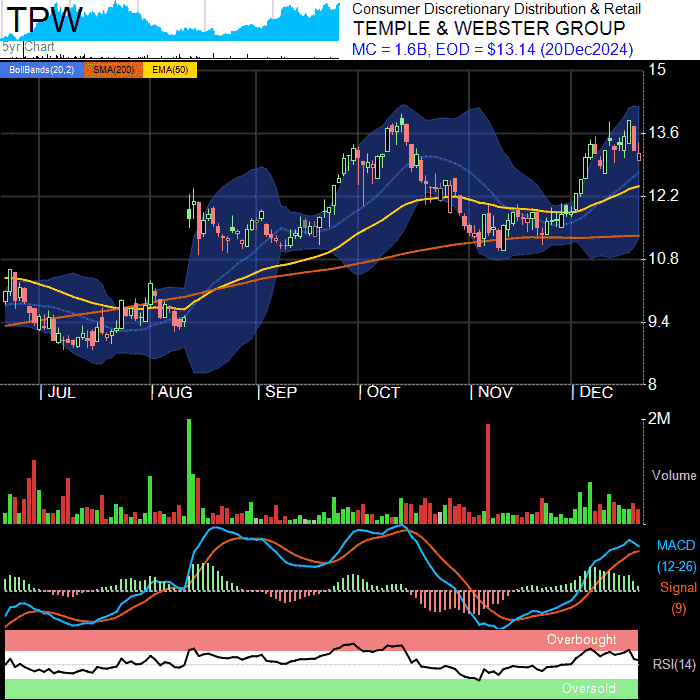 TPW
5yr Chart
Consumer Discretionary Distribution & Retail
TEMPLE & WEBSTER GROUP
MC = 1.6B, EOD = $13.14 (20Dec2024)
BollBands(20,2) SMA(200) EMA(50)
15
13.6
12.2
10.8
9.4
8
| JUL | AUG | SEP | OCT | NOV | DEC
2M
Volume
MACD
(12-26)
Signal
(9)
Overbought
RSI(14)
Oversold